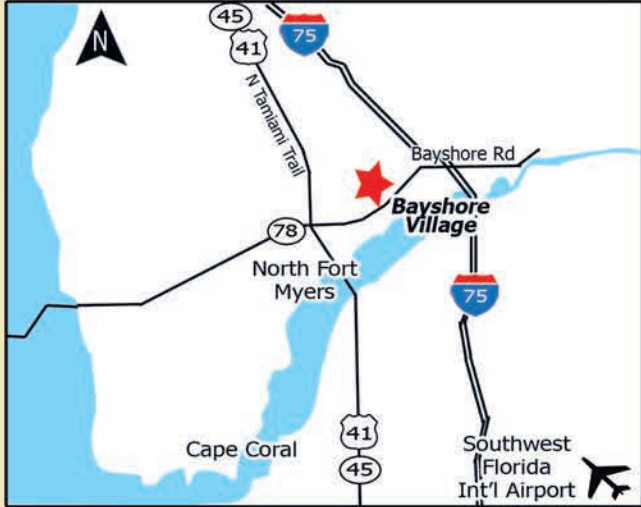 45
41
75
N
N Tamiami Trail
Bayshore Rd
Bayshore
Village
78
North Fort
Myers
75
41
45
Cape Coral
Southwest
Florida
Int'l Airport